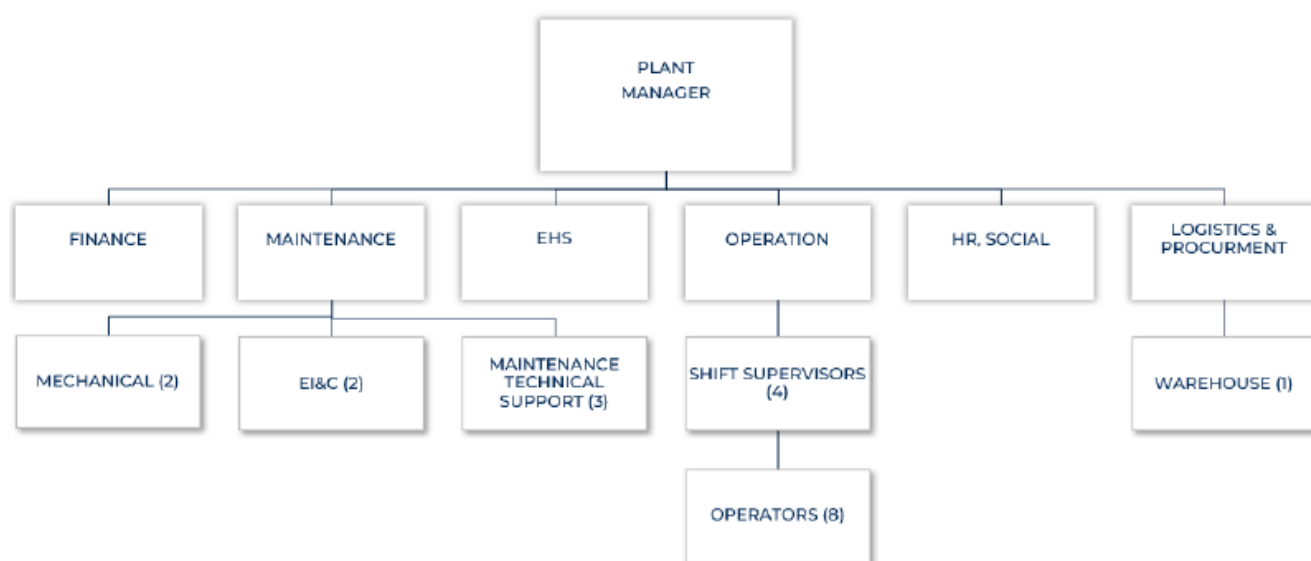 PLANT
MANAGER
FINANCE
MAINTENANCE
EHS
OPERATION
HR, SOCIAL
LOGISTICS &
PROCURMENT
MECHANICAL (2)
EI&C (2)
MAINTENANCE
TECHNICAL
SUPPORT (3)
SHIFT SUPERVISORS
(4)
WAREHOUSE (1)
OPERATORS (8)